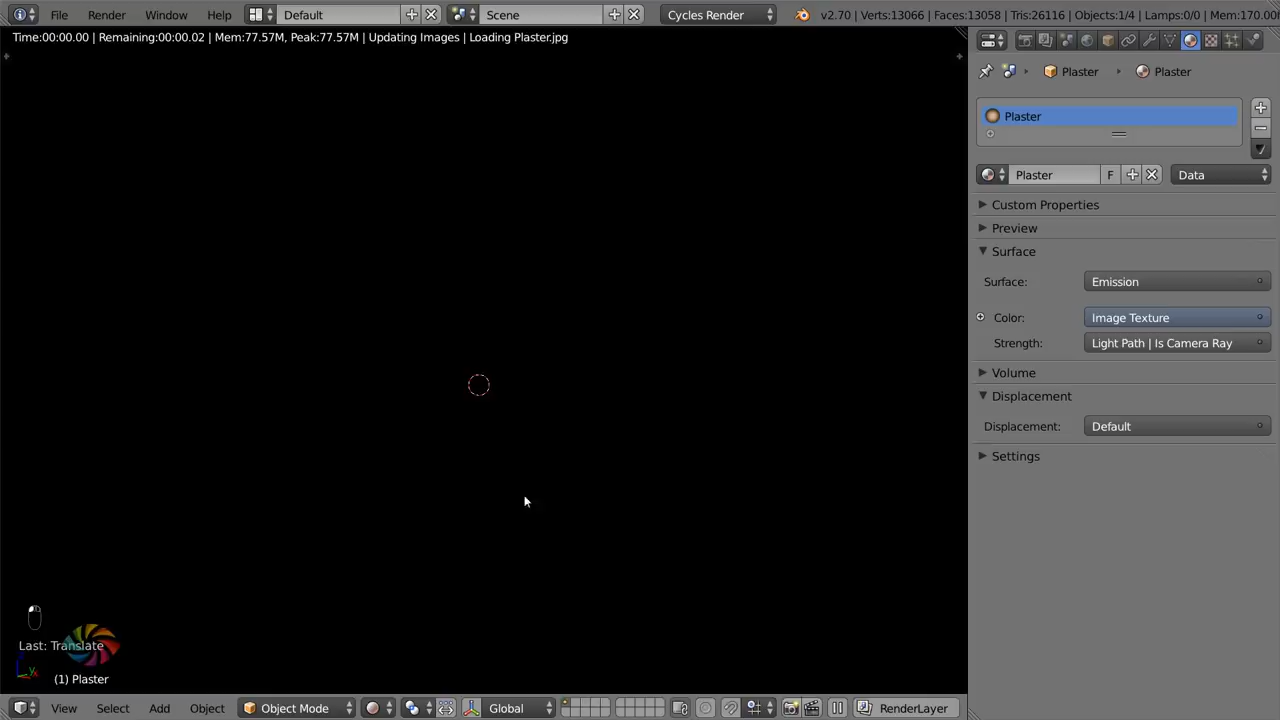 File Render Window Help Default Scene Cycles Render v2.70 | Verts:13066 | Faces:13058 | Tris:26116 | Objects:1/4 | Lamps:0/0 | Mem:170.00
Time:00:00.00 | Remaining:00:00.02 | Mem:77.57M, Peak:77.57M | Updating Images | Loading Plaster.jpg
Plaster Plaster
Plaster
Plaster F Data
Custom Properties
Preview
Surface
Surface: Emission
Color: Image Texture
Strength: Light Path | Is Camera Ray
Volume
Displacement
Displacement: Default
Settings
Last: Translate
(1) Plaster
View Select Add Object Object Mode Global RenderLayer